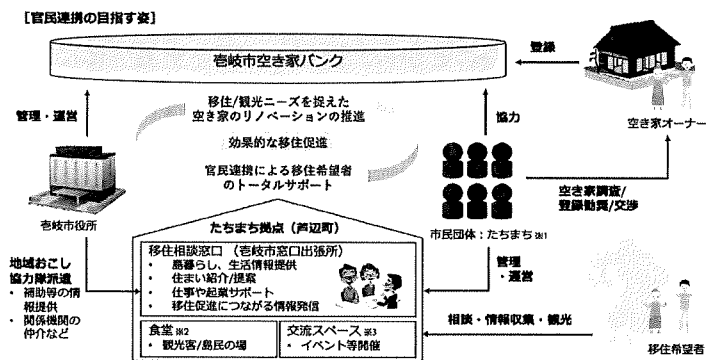 [官民連携の目指す姿]
壱岐市空き家バンク
登録
空き家オーナー
管理・運営
移住/観光ニーズを捉えた
空き家のリノベーションの推進
効果的な移住促進
官民連携による移住希望者
のトータルサポート
協力
壱岐市役所
市民団体:たちまち※1
空き家調査/
登録勧奨/交渉
地域おこし
協力隊派遣
• 補助等の情
報提供
• 関係機関の
仲介など
たちまち拠点(芦辺町)
移住相談窓口 (壱岐市窓口出張所)
• 島暮らし、生活情報提供
• 住まい紹介/提案
• 仕事や起業サポート
• 移住促進につながる情報発信
管理
・運営
食堂※2
• 観光客/島民の場
交流スペース※3
• イベント等開催
相談・情報収集・観光
移住希望者